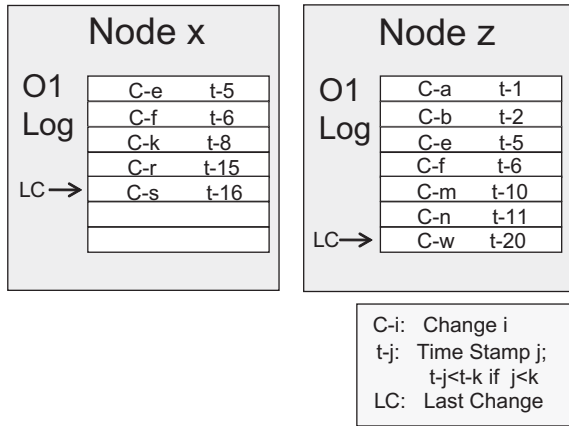 Node x
O1
Log
C-e t-5
C-f t-6
C-k t-8
C-r t-15
LC C-s t-16
Node z
O1
Log
C-a t-1
C-b t-2
C-e t-5
C-f t-6
C-m t-10
C-n t-11
LC C-w t-20
C-i: Change i
t-j: Time Stamp j;
t-j<t-k if j<k
LC: Last Change